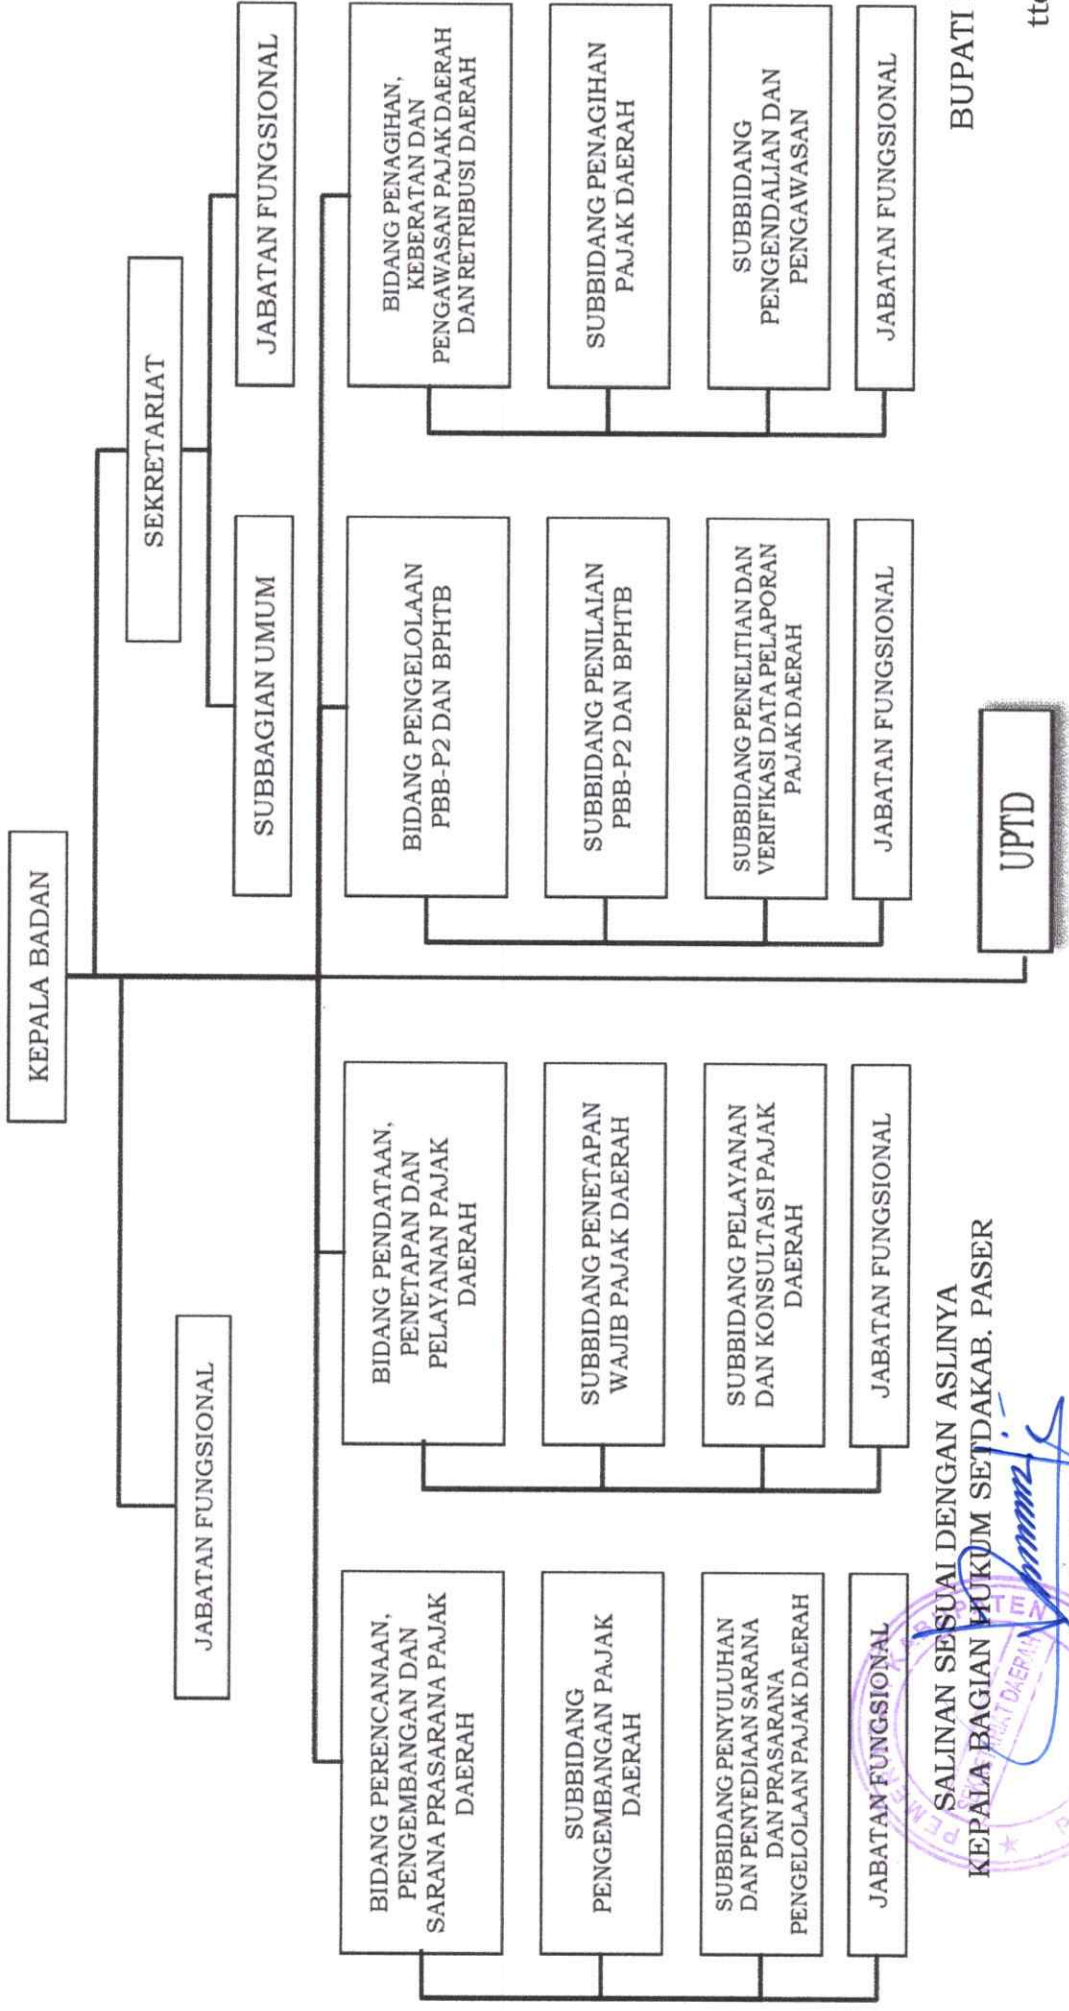 KEPALA BADAN
SEKRETARIAT
JABATAN FUNGSIONAL
SUBBAGIAN UMUM
JABATAN FUNGSIONAL
BIDANG PERENCANAAN,
PENGEMBANGAN DAN
SARANA PRASARANA PAJAK
DAERAH
SUBBIDANG
PENGEMBANGAN PAJAK
DAERAH
SUBBIDANG PENYULUHAN
DAN PENYEDIAAN SARANA
DAN PRASARANA
PENGELOLAAN PAJAK DAERAH
JABATAN FUNGSIONAL
BIDANG PENDATAAN,
PENETAPAN DAN
PELAYANAN PAJAK
DAERAH
SUBBIDANG PENETAPAN
WAJIB PAJAK DAERAH
SUBBIDANG PELAYANAN
DAN KONSULTASI PAJAK
DAERAH
JABATAN FUNGSIONAL
BIDANG PENGELOLAAN
PBB-P2 DAN BPHTB
SUBBIDANG PENILAIAN
PBB-P2 DAN BPHTB
SUBBIDANG PENELITIAN DAN
VERIFIKASI DATA PELAPORAN
PAJAK DAERAH
JABATAN FUNGSIONAL
BIDANG PENAGIHAN,
KEBERATAN DAN
PENGAWASAN PAJAK DAERAH
DAN RETRIBUSI DAERAH
SUBBIDANG PENAGIHAN
PAJAK DAERAH
SUBBIDANG
PENGENDALIAN DAN
PENGAWASAN
JABATAN FUNGSIONAL
UPTD
BUPATI
SALINAN SESUAI DENGAN ASLINYA
KEPALA BAGIAN HUKUM SETDAKAB. PASER
KABUPATEN
SEKRETARIAT DAERAH